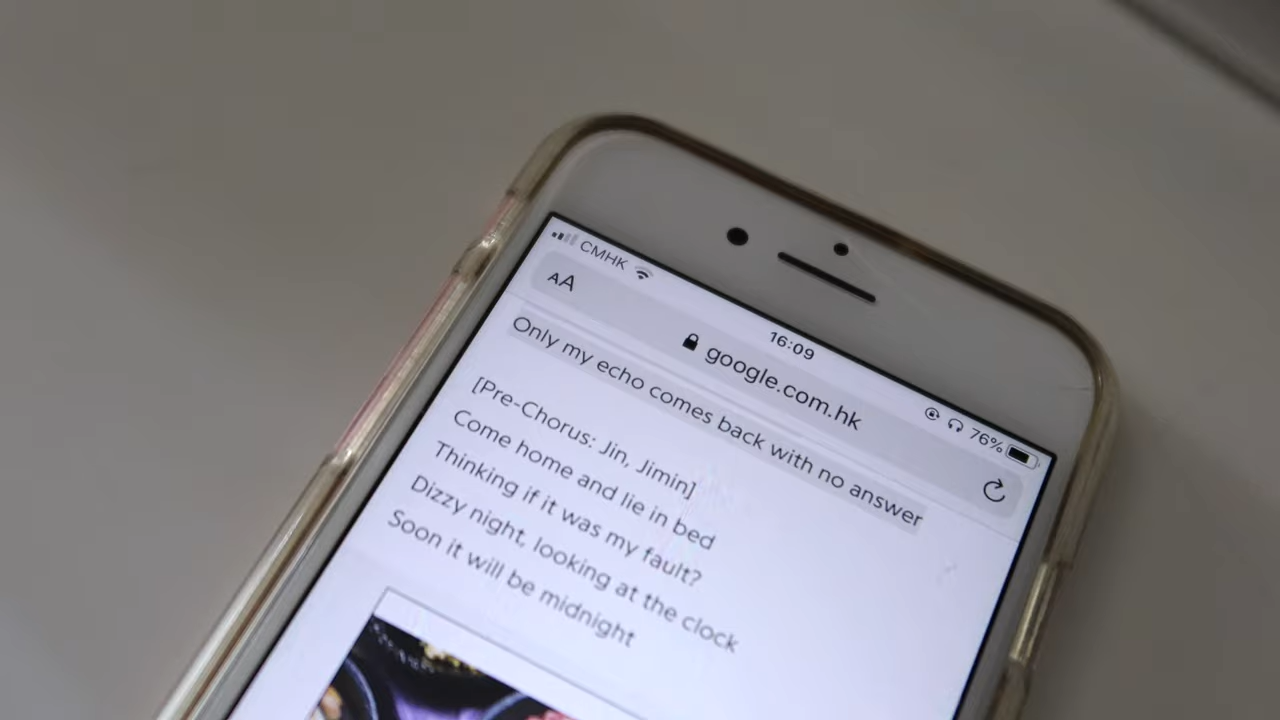 CMHK
16:09
76%
AA
google.com.hk
Only my echo comes back with no answer
[Pre-Chorus: Jin, Jimin]
Come home and lie in bed
Thinking if it was my fault?
Dizzy night, looking at the clock
Soon it will be midnight